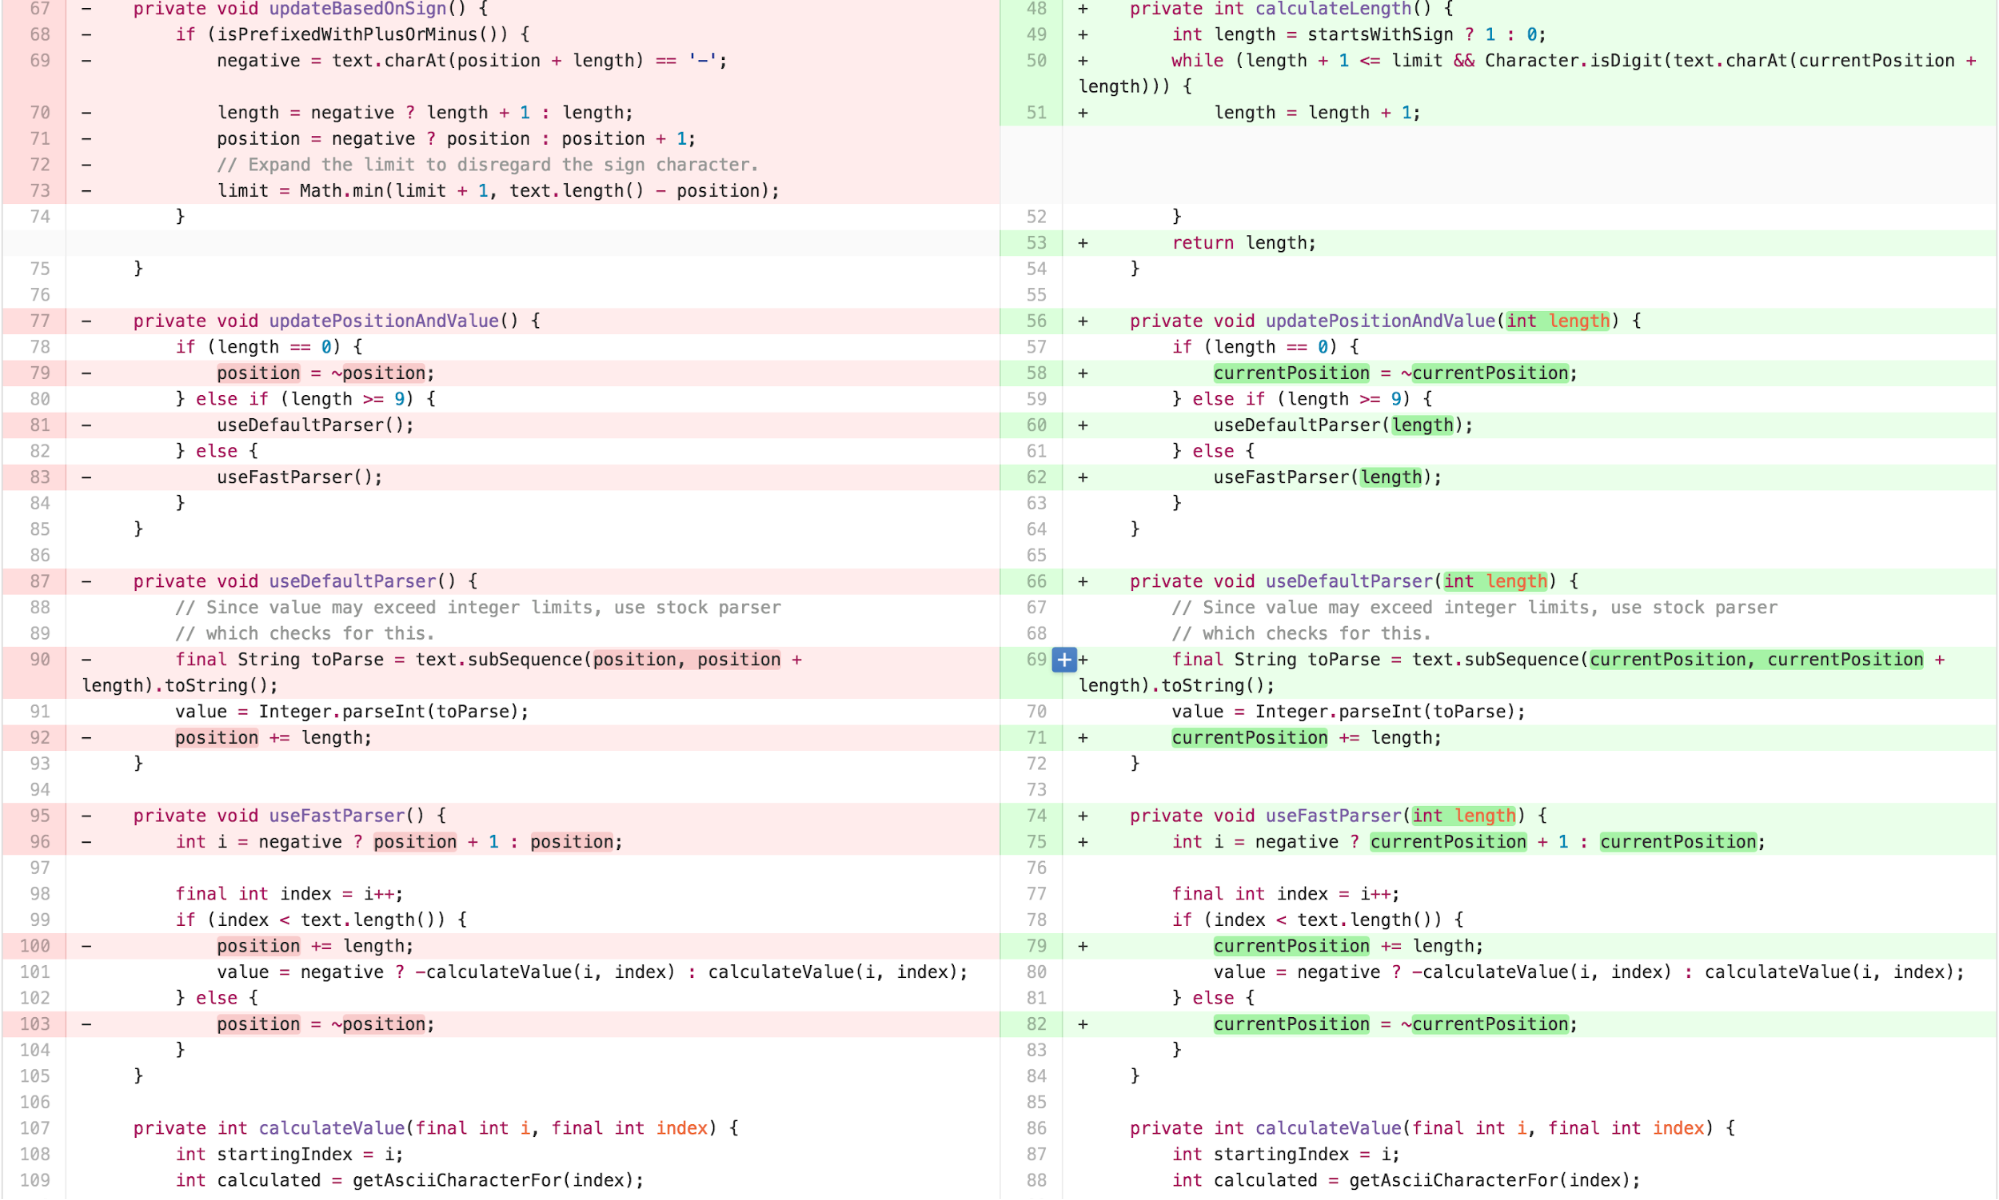 67 - private void updateBasedOnSign() {
68 - if (isPrefixedWithPlusOrMinus()) {
69 - negative = text.charAt(position + length) == '-';
70 - length = negative ? length + 1 : length;
71 - position = negative ? position : position + 1;
72 - // Expand the limit to disregard the sign character.
73 - limit = Math.min(limit + 1, text.length() - position);
74 }
75 }
76
77 - private void updatePositionAndValue() {
78 if (length == 0) {
79 - position = ~position;
80 } else if (length >= 9) {
81 - useDefaultParser();
82 } else {
83 - useFastParser();
84 }
85 }
86
87 - private void useDefaultParser() {
88 // Since value may exceed integer limits, use stock parser
89 // which checks for this.
90 - final String toParse = text.subSequence(position, position +
length).toString();
91 value = Integer.parseInt(toParse);
92 - position += length;
93 }
94
95 - private void useFastParser() {
96 - int i = negative ? position + 1 : position;
97
98 final int index = i++;
99 if (index < text.length()) {
100 - position += length;
101 value = negative ? -calculateValue(i, index) : calculateValue(i, index);
102 } else {
103 - position = ~position;
104 }
105 }
106
107 private int calculateValue(final int i, final int index) {
108 int startingIndex = i;
109 int calculated = getAsciiCharacterFor(index);
48 + private int calculateLength() {
49 + int length = startsWithSign ? 1 : 0;
50 + while (length + 1 <= limit && Character.isDigit(text.charAt(currentPosition +
length))) {
51 + length = length + 1;
52 }
53 + return length;
54 }
55
56 + private void updatePositionAndValue(int length) {
57 if (length == 0) {
58 + currentPosition = ~currentPosition;
59 } else if (length >= 9) {
60 + useDefaultParser(length);
61 } else {
62 + useFastParser(length);
63 }
64 }
65
66 + private void useDefaultParser(int length) {
67 // Since value may exceed integer limits, use stock parser
68 // which checks for this.
69 + + final String toParse = text.subSequence(currentPosition, currentPosition +
length).toString();
70 value = Integer.parseInt(toParse);
71 + currentPosition += length;
72 }
73
74 + private void useFastParser(int length) {
75 + int i = negative ? currentPosition + 1 : currentPosition;
76
77 final int index = i++;
78 if (index < text.length()) {
79 + currentPosition += length;
80 value = negative ? -calculateValue(i, index) : calculateValue(i, index);
81 } else {
82 + currentPosition = ~currentPosition;
83 }
84 }
85
86 private int calculateValue(final int i, final int index) {
87 int startingIndex = i;
88 int calculated = getAsciiCharacterFor(index);